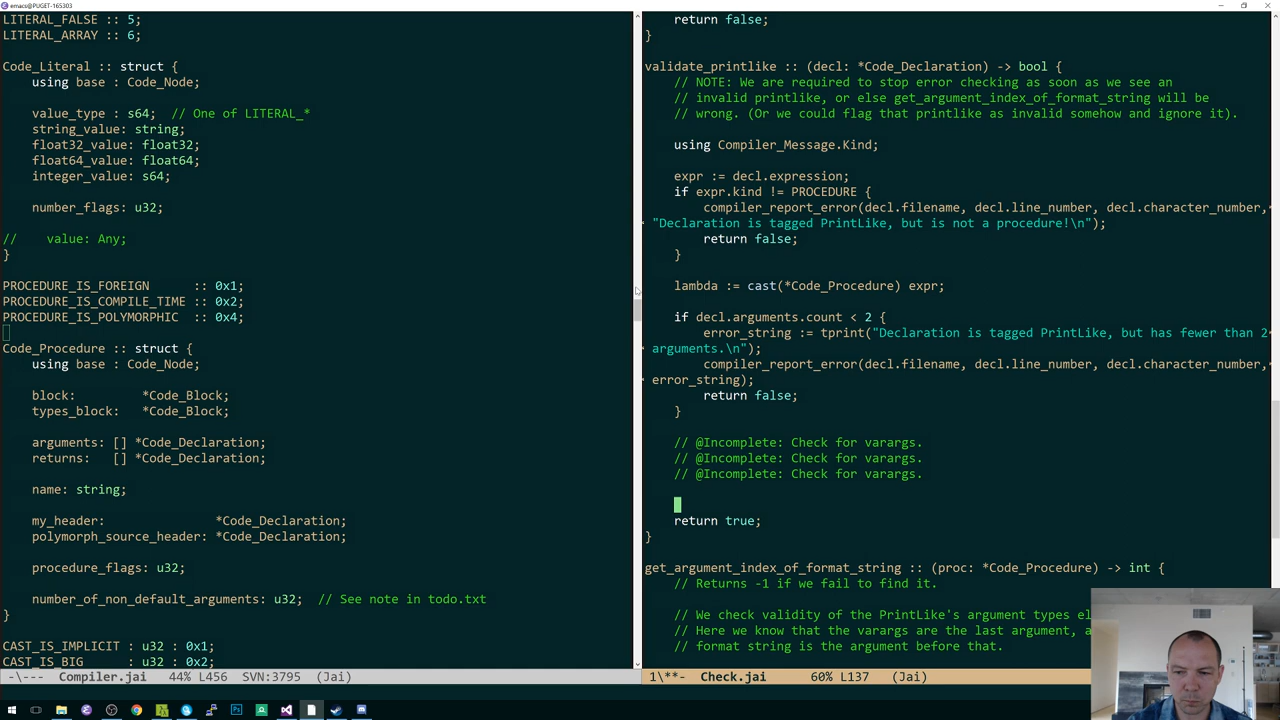 emacs@PUGET-165303
LITERAL_FALSE :: 5;
LITERAL_ARRAY :: 6;
Code_Literal :: struct {
using base : Code_Node;
value_type : s64;  // One of LITERAL_*
string_value: string;
float32_value: float32;
float64_value: float64;
integer_value: s64;
number_flags: u32;
//    value: Any;
}
PROCEDURE_IS_FOREIGN      :: 0x1;
PROCEDURE_IS_COMPILE_TIME :: 0x2;
PROCEDURE_IS_POLYMORPHIC  :: 0x4;
Code_Procedure :: struct {
using base : Code_Node;
block:         *Code_Block;
types_block:   *Code_Block;
arguments: [] *Code_Declaration;
returns:   [] *Code_Declaration;
name: string;
my_header:               *Code_Declaration;
polymorph_source_header: *Code_Declaration;
procedure_flags: u32;
number_of_non_default_arguments: u32;  // See note in todo.txt
}
CAST_IS_IMPLICIT : u32 : 0x1;
CAST_IS_BIG      : u32 : 0x2;
-\---  Compiler.jai   44% L456   SVN:3795  (Jai)
return false;
}
validate_printlike :: (decl: *Code_Declaration) -> bool {
// NOTE: We are required to stop error checking as soon as we see an
// invalid printlike, or else get_argument_index_of_format_string will be
// wrong. (Or we could flag that printlike as invalid somehow and ignore it).
using Compiler_Message.Kind;
expr := decl.expression;
if expr.kind != PROCEDURE {
compiler_report_error(decl.filename, decl.line_number, decl.character_number,
"Declaration is tagged PrintLike, but is not a procedure!\n");
return false;
}
lambda := cast(*Code_Procedure) expr;
if decl.arguments.count < 2 {
error_string := tprint("Declaration is tagged PrintLike, but has fewer than 2
arguments.\n");
compiler_report_error(decl.filename, decl.line_number, decl.character_number,
error_string);
return false;
}
// @Incomplete: Check for varargs.
// @Incomplete: Check for varargs.
// @Incomplete: Check for varargs.
return true;
}
get_argument_index_of_format_string :: (proc: *Code_Procedure) -> int {
// Returns -1 if we fail to find it.
// We check validity of the PrintLike's argument types
// Here we know that the varargs are the last argument,
// format string is the argument before that.
1\**-  Check.jai      60% L137   (Jai)